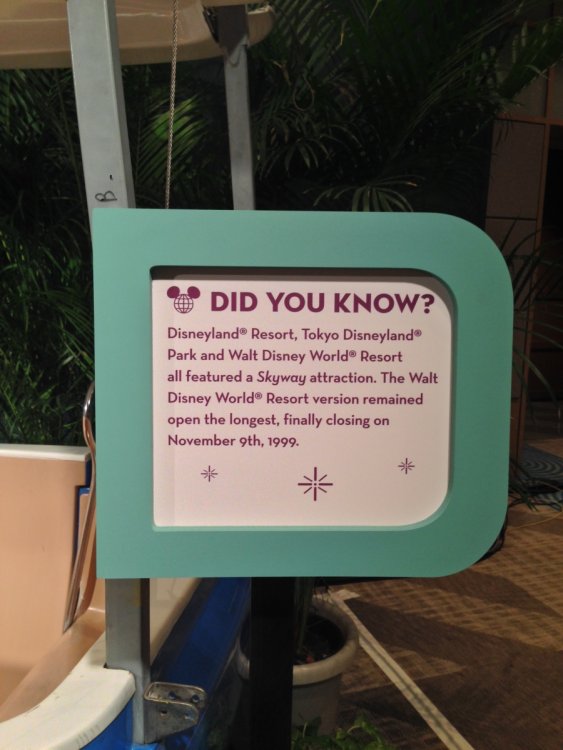 B
DID YOU KNOW?
Disneyland® Resort, Tokyo Disneyland®
Park and Walt Disney World® Resort
all featured a Skyway attraction. The Walt
Disney World® Resort version remained
open the longest, finally closing on
November 9th, 1999.